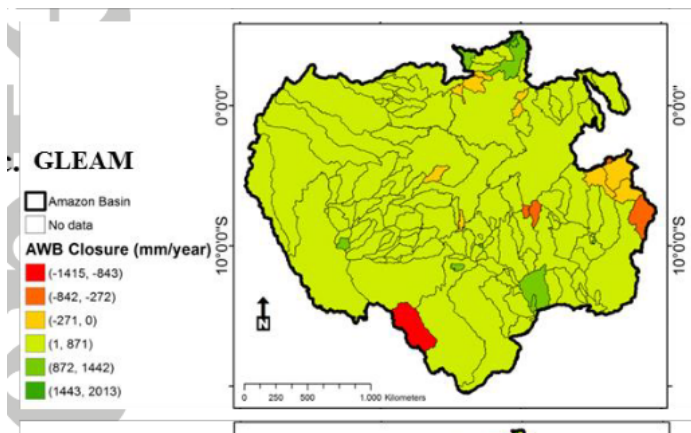 c. GLEAM
Amazon Basin
No data
AWB Closure (mm/year)
(-1415, -843)
(-842, -272)
(-271, 0)
(1, 871)
(872, 1442)
(1443, 2013)
N
0 250 500 1.000 Kilometers
0°0'0"
10°0'0"S
0°0'0"
10°0'0"S